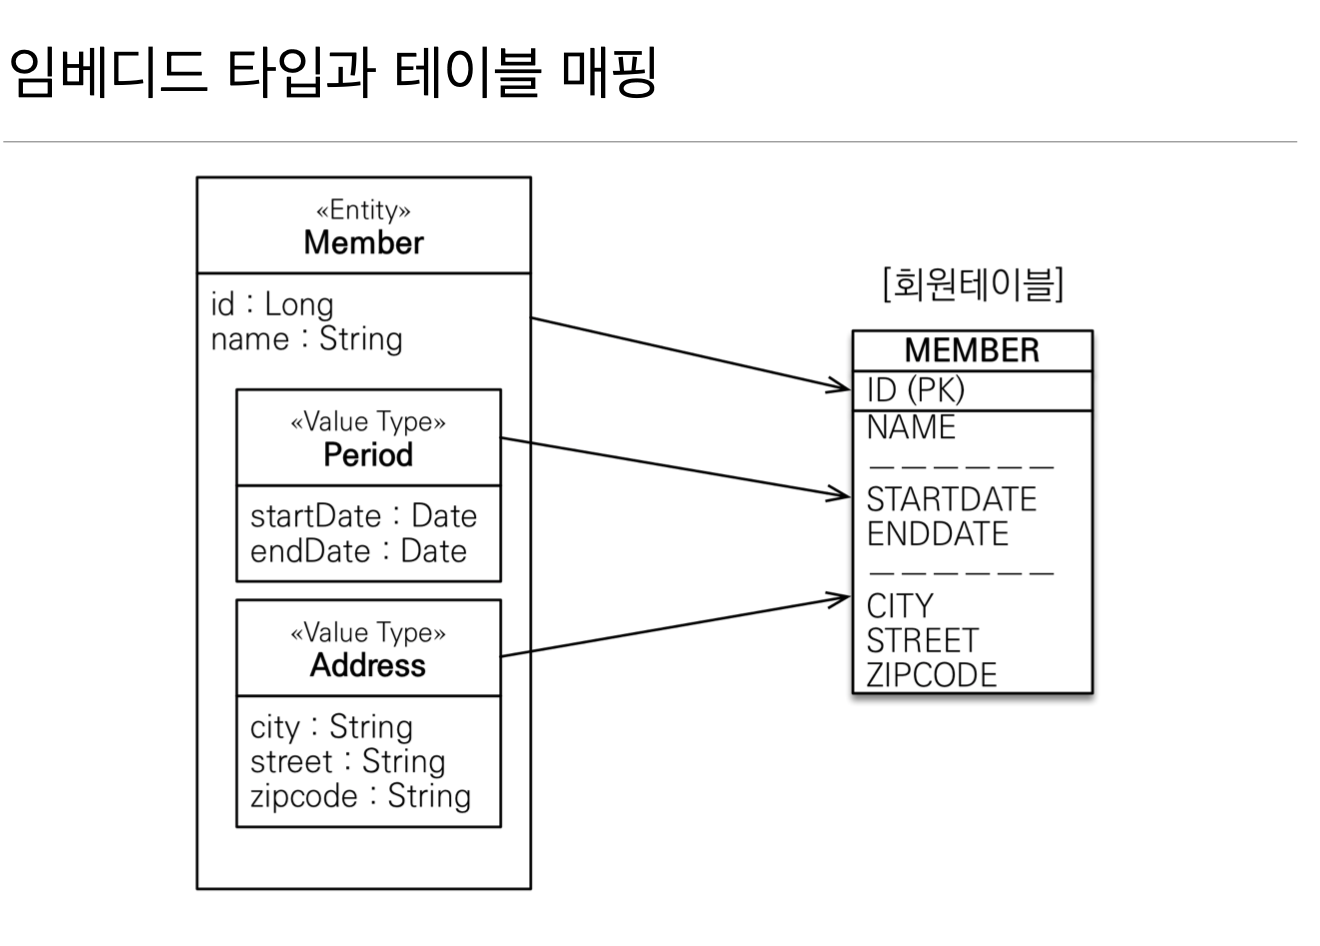 임베디드 타입과 테이블 매핑
«Entity»
Member
id : Long
name : String
«Value Type»
Period
startDate : Date
endDate : Date
«Value Type»
Address
city : String
street : String
zipcode : String
[회원테이블]
MEMBER
ID (PK)
NAME
STARTDATE
ENDDATE
CITY
STREET
ZIPCODE